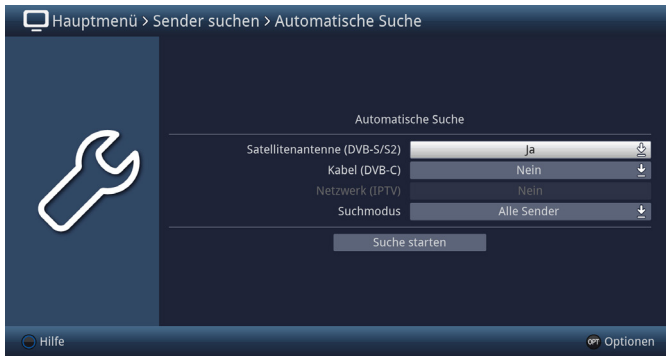 Hauptmenü > Sender suchen > Automatische Suche
Automatische Suche
Satellitenantenne (DVB-S/S2) Ja
Kabel (DVB-C) Nein
Netzwerk (IPTV) Nein
Suchmodus Alle Sender
Suche starten
Hilfe OPT Optionen